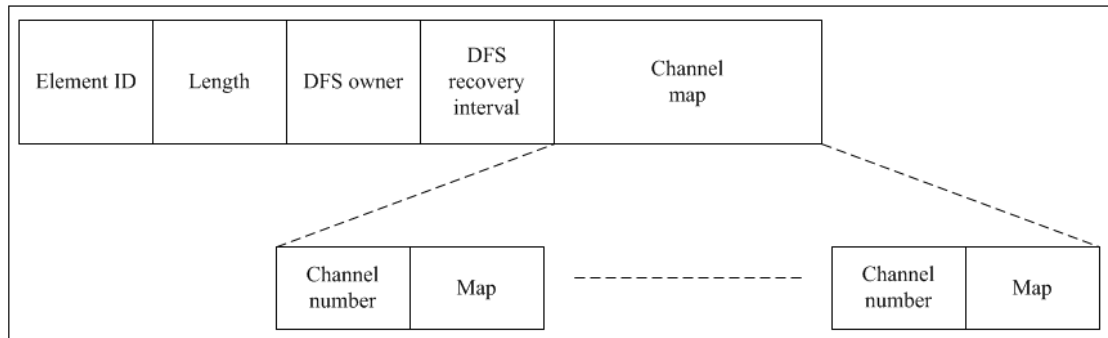 Element ID
Length
DFS owner
DFS
recovery
interval
Channel
map
Channel
number
Map
Channel
number
Map